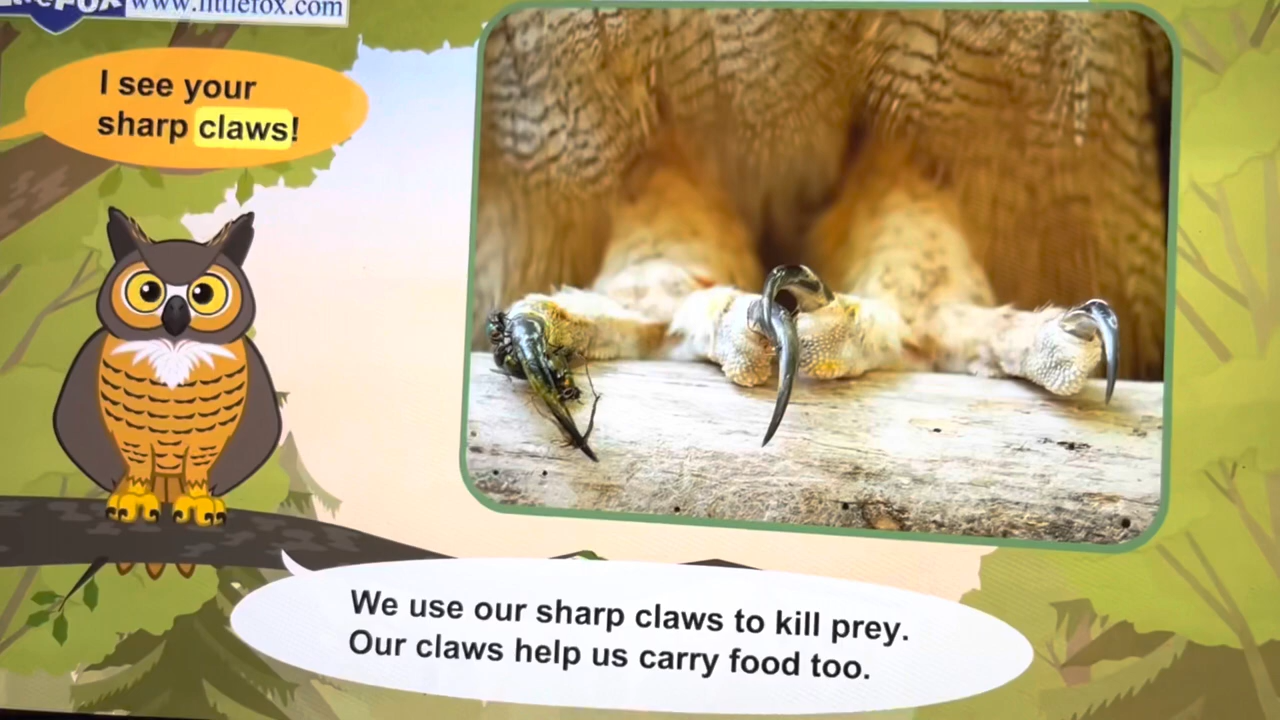 www.littlefox.com
I see your
sharp claws!
We use our sharp claws to kill prey.
Our claws help us carry food too.